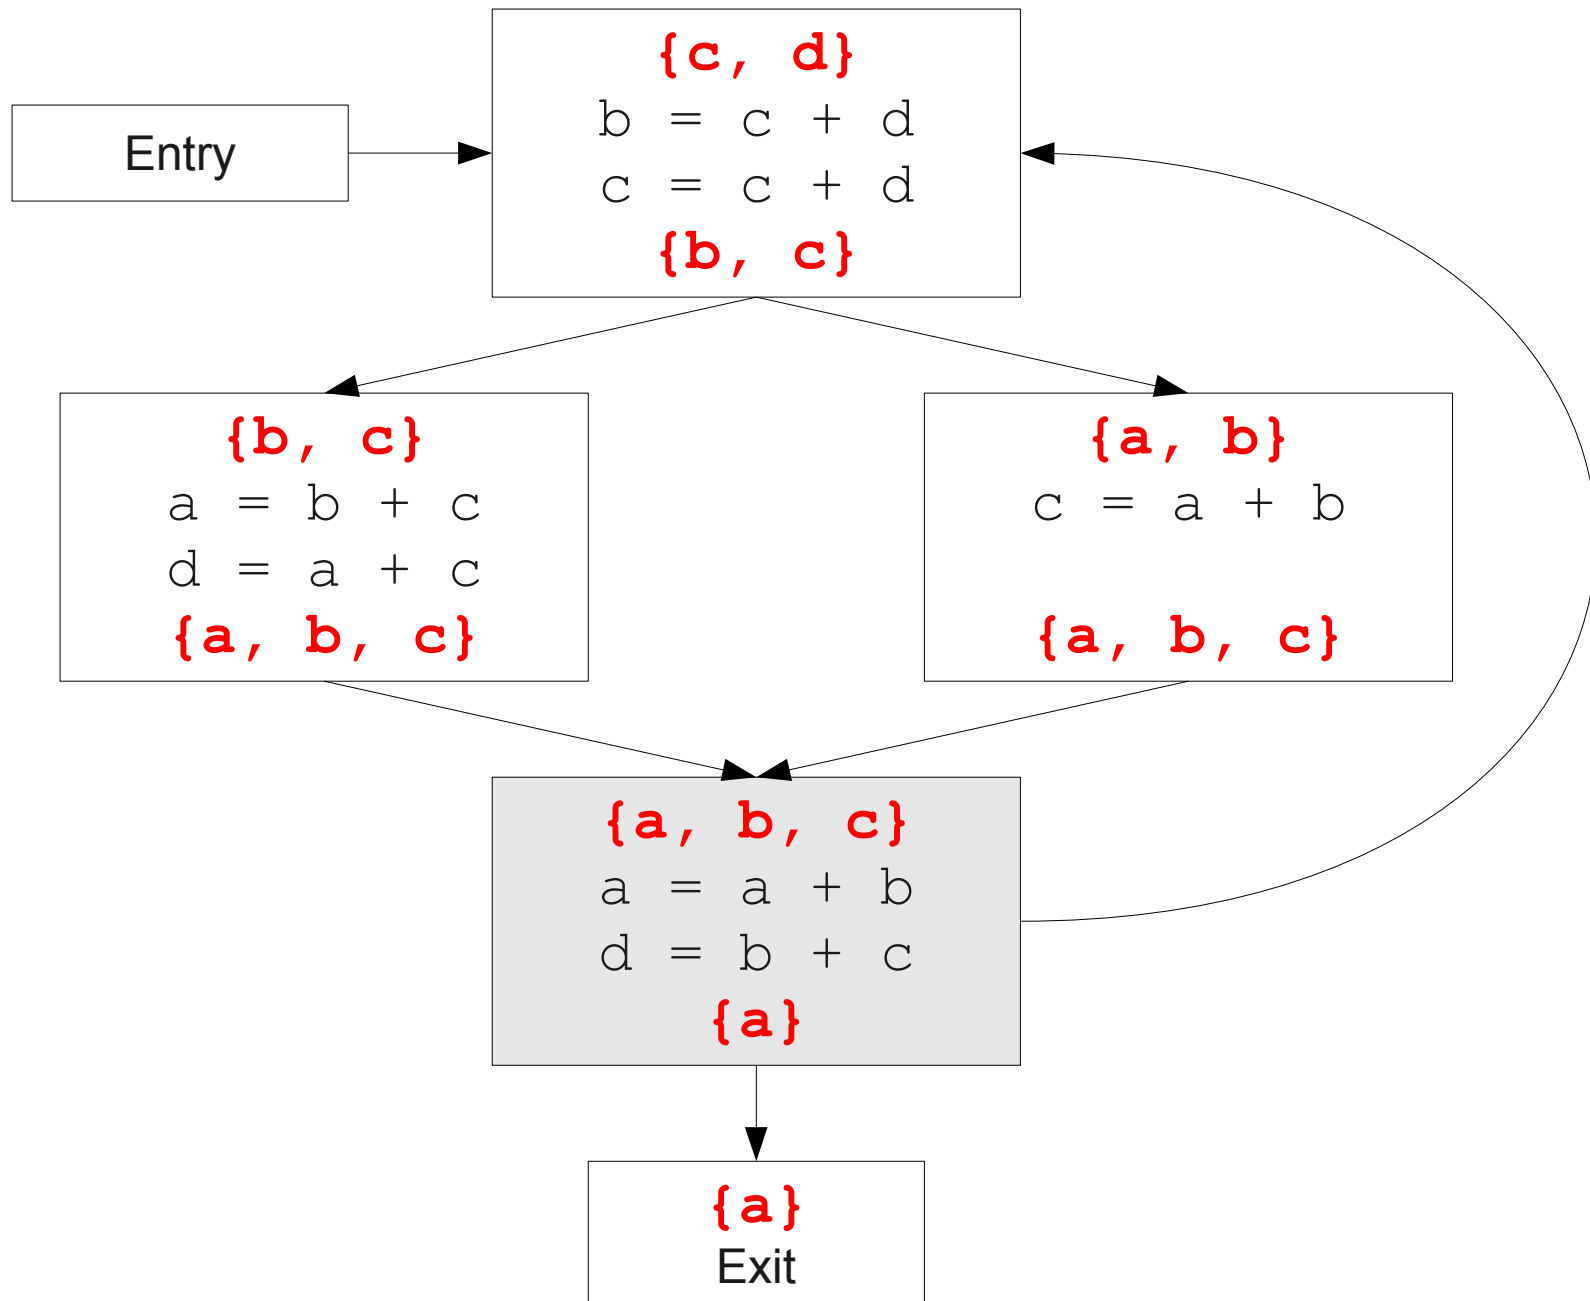 Entry
{c, d}
b = c + d
c = c + d
{b, c}
{b, c}
a = b + c
d = a + c
{a, b, c}
{a, b}
c = a + b
{a, b, c}
{a, b, c}
a = a + b
d = b + c
{a}
{a}
Exit